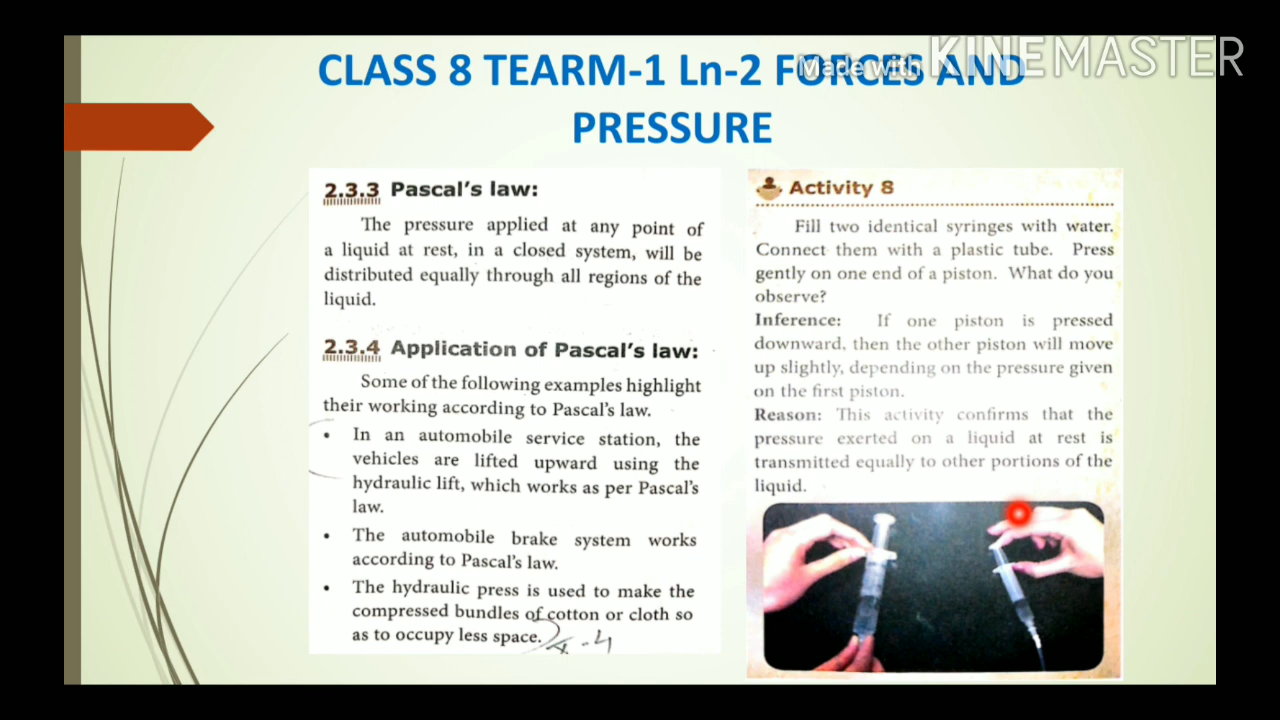 CLASS 8 TEARM-1 Ln-2 FORCES AND
PRESSURE
Made with KINEMASTER
2.3.3 Pascal's law:
The pressure applied at any point of
a liquid at rest, in a closed system, will be
distributed equally through all regions of the
liquid.
2.3.4 Application of Pascal's law:
Some of the following examples highlight
their working according to Pascal's law.
• In an automobile service station, the
vehicles are lifted upward using the
hydraulic lift, which works as per Pascal's
law.
• The automobile brake system works
according to Pascal's law.
• The hydraulic press is used to make the
compressed bundles of cotton or cloth so
as to occupy less space.
Activity 8
Fill two identical syringes with water.
Connect them with a plastic tube. Press
gently on one end of a piston. What do you
observe?
Inference: If one piston is pressed
downward, then the other piston will move
up slightly, depending on the pressure given
on the first piston.
Reason: This activity confirms that the
pressure exerted on a liquid at rest is
transmitted equally to other portions of the
liquid.